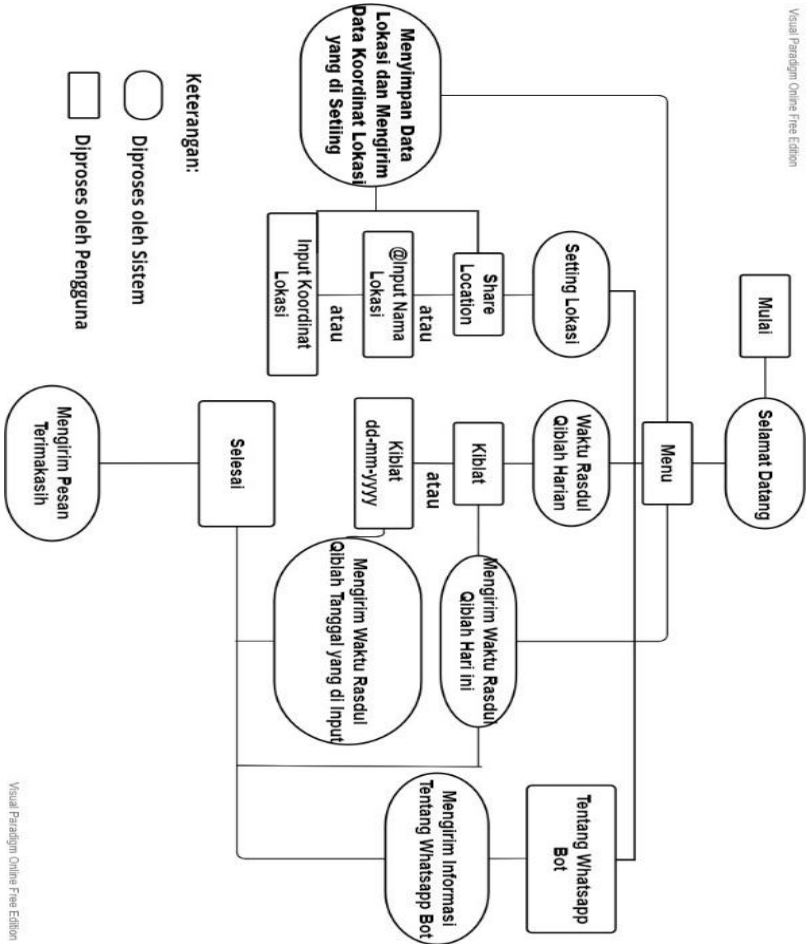 Visual Paradigm Online Free Edition
Mulai
Selamat Datang
Menu
Setting Lokasi
Waktu Rasdul
Qiblah Harian
Tentang Whatsapp
Bot
Share
Location
atau
@Input Nama
Lokasi
atau
Input Koordinat
Lokasi
Kiblat
atau
Kiblat
dd-mm-yyyy
Mengirim Waktu Rasdul
Qiblah Hari ini
Mengirim Waktu Rasdul
Qiblah Tanggal yang di Input
Mengirim Informasi
Tentang Whatsapp Bot
Menyimpan Data
Lokasi dan Mengirim
Data Koordinat Lokasi
yang di Setiing
Selesai
Mengirim Pesan
Terimakasih
Keterangan:
Diproses oleh Sistem
Diproses oleh Pengguna
Visual Paradigm Online Free Edition